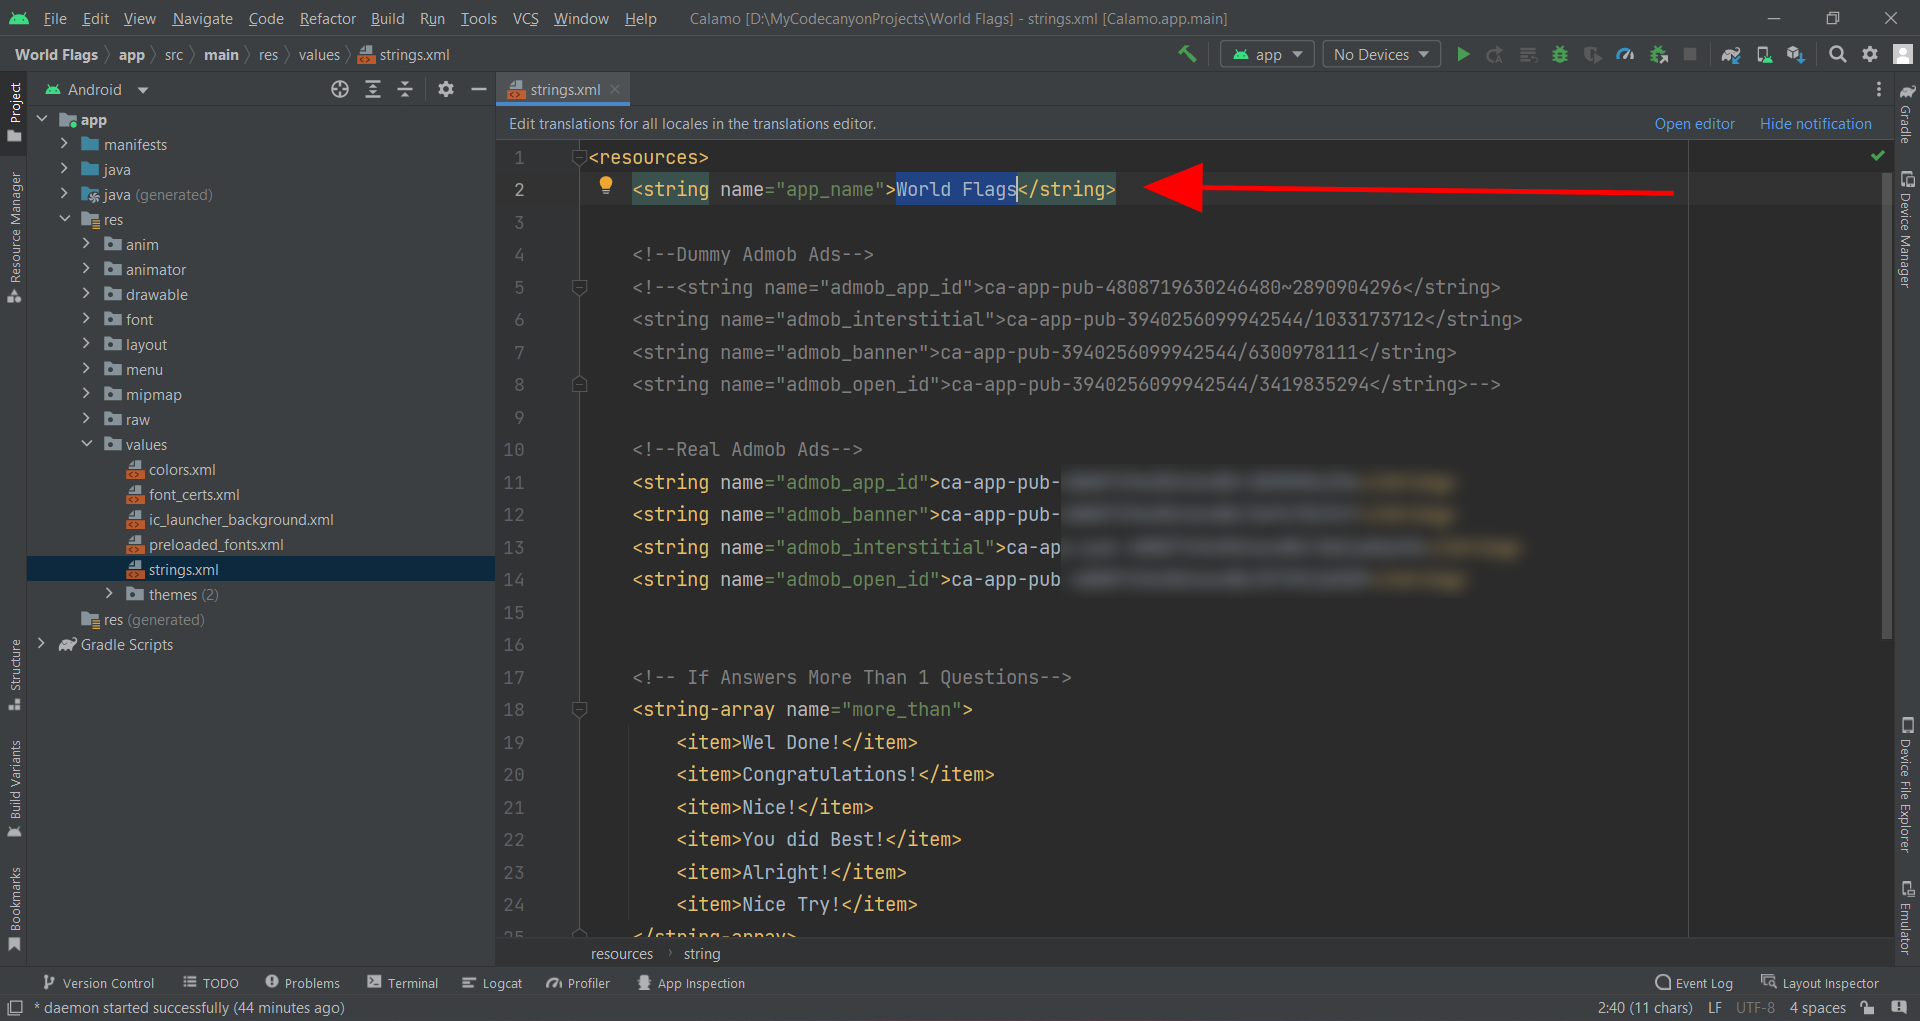 File Edit View Navigate Code Refactor Build Run Tools VCS Window Help Calamo [D:\MyCodecanyonProjects\World Flags] - strings.xml [Calamo.app.main]
World Flags app src main res values strings.xml app No Devices
Project
Resource Manager
Structure
Build Variants
Bookmarks
Android
app
manifests
java
java (generated)
res
anim
animator
drawable
font
layout
menu
mipmap
raw
values
colors.xml
font_certs.xml
ic_launcher_background.xml
preloaded_fonts.xml
strings.xml
themes (2)
res (generated)
Gradle Scripts
strings.xml
Edit translations for all locales in the translations editor. Open editor Hide notification
1 <resources>
2 <string name="app_name">World Flags</string>
3
4 <!--Dummy Admob Ads-->
5 <!--<string name="admob_app_id">ca-app-pub-4808719630246480~2890904296</string>
6 <string name="admob_interstitial">ca-app-pub-3940256099942544/1033173712</string>
7 <string name="admob_banner">ca-app-pub-3940256099942544/6300978111</string>
8 <string name="admob_open_id">ca-app-pub-3940256099942544/3419835294</string>-->
9
10 <!--Real Admob Ads-->
11 <string name="admob_app_id">ca-app-pub-
12 <string name="admob_banner">ca-app-pub-
13 <string name="admob_interstitial">ca-ap
14 <string name="admob_open_id">ca-app-pub
15
16
17 <!-- If Answers More Than 1 Questions-->
18 <string-array name="more_than">
19 <item>Wel Done!</item>
20 <item>Congratulations!</item>
21 <item>Nice!</item>
22 <item>You did Best!</item>
23 <item>Alright!</item>
24 <item>Nice Try!</item>
25 </string-array>
resources string
Gradle
Device Manager
Device File Explorer
Emulator
Version Control TODO Problems Terminal Logcat Profiler App Inspection Event Log Layout Inspector
* daemon started successfully (44 minutes ago) 2:40 (11 chars) LF UTF-8 4 spaces